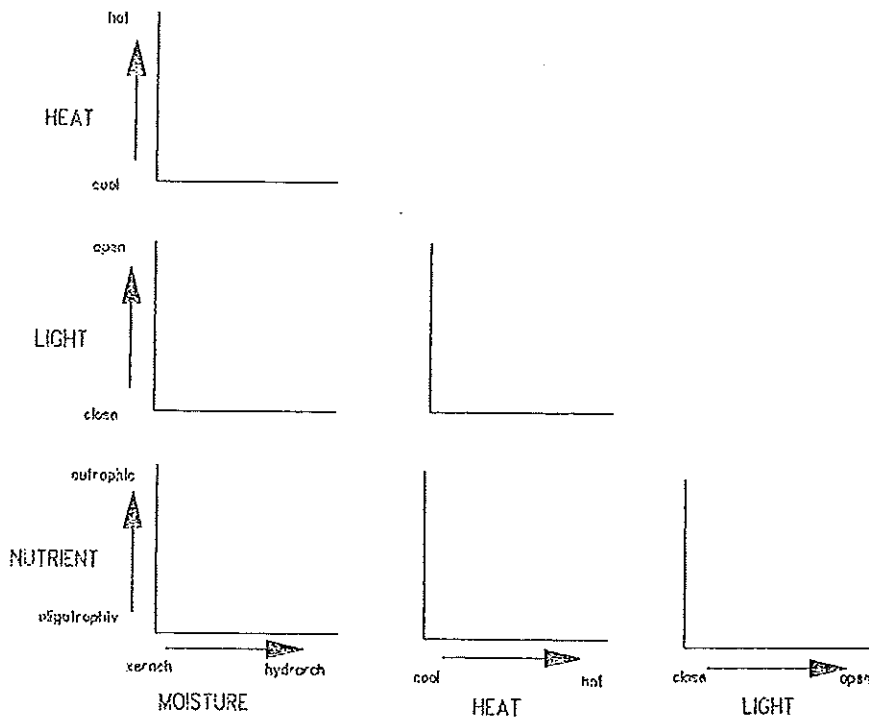 hot
HEAT
cool
open
LIGHT
close
eutrophic
NUTRIENT
oligotrophic
xerarch hydrarch cool hot close open
MOISTURE HEAT LIGHT